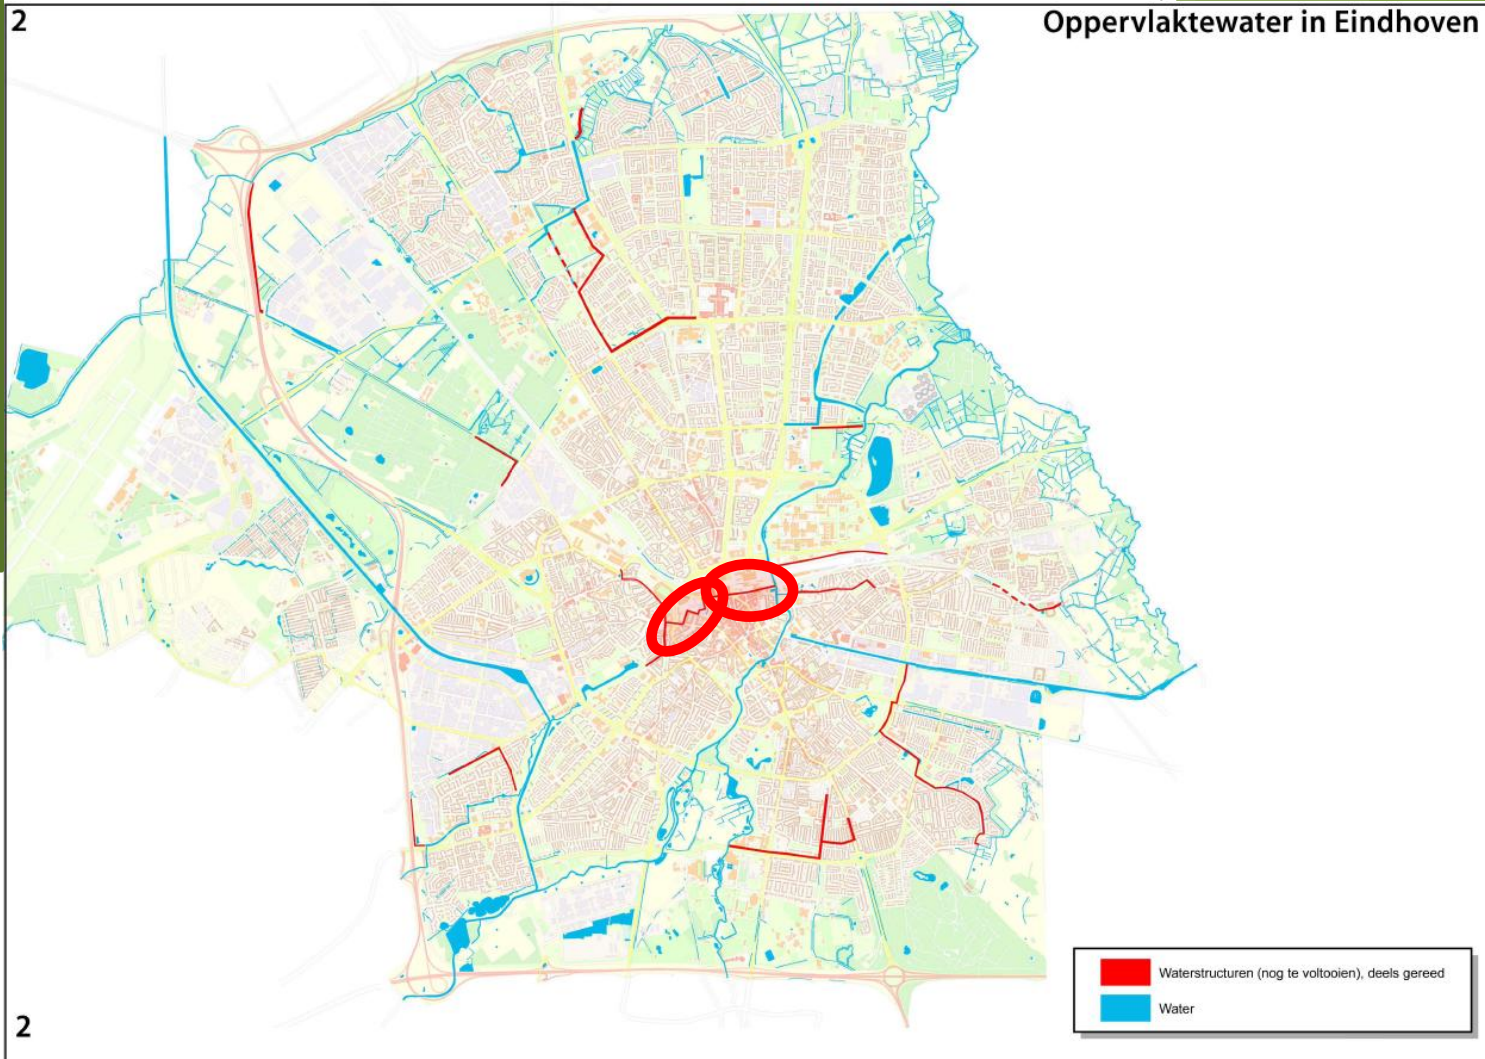 2
Oppervlaktewater in Eindhoven
Waterstructuren (nog te voltooien), deels gereed
Water
2